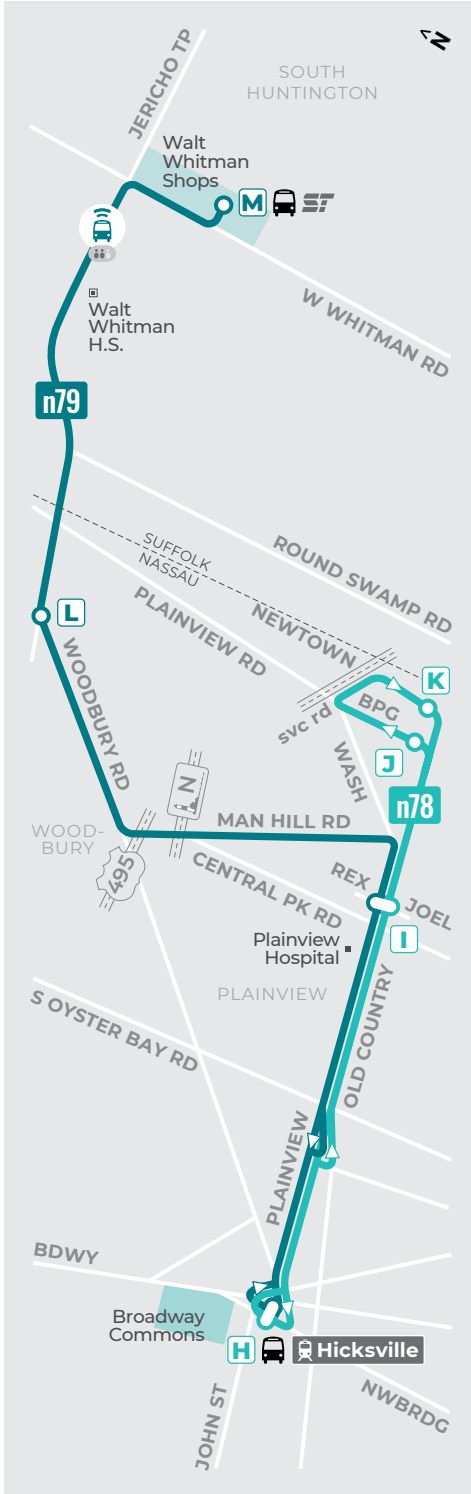 N
JERICHO TP
SOUTH
HUNTINGTON
Walt
Whitman
Shops
M
ST
W WHITMAN RD
Walt
Whitman
H.S.
n79
ROUND SWAMP RD
SUFFOLK
NASSAU
NEWTOWN
PLAINVIEW RD
L
WOODBURY RD
K
BPG
svc rd
J
WASH
N
n78
MAN HILL RD
WOOD-
BURY
495
CENTRAL PK RD
REX
JOEL
I
Plainview
Hospital
PLAINVIEW
OLD COUNTRY
S OYSTER BAY RD
PLAINVIEW
BDWY
Broadway
Commons
H
Hicksville
NWBRDG
JOHN ST